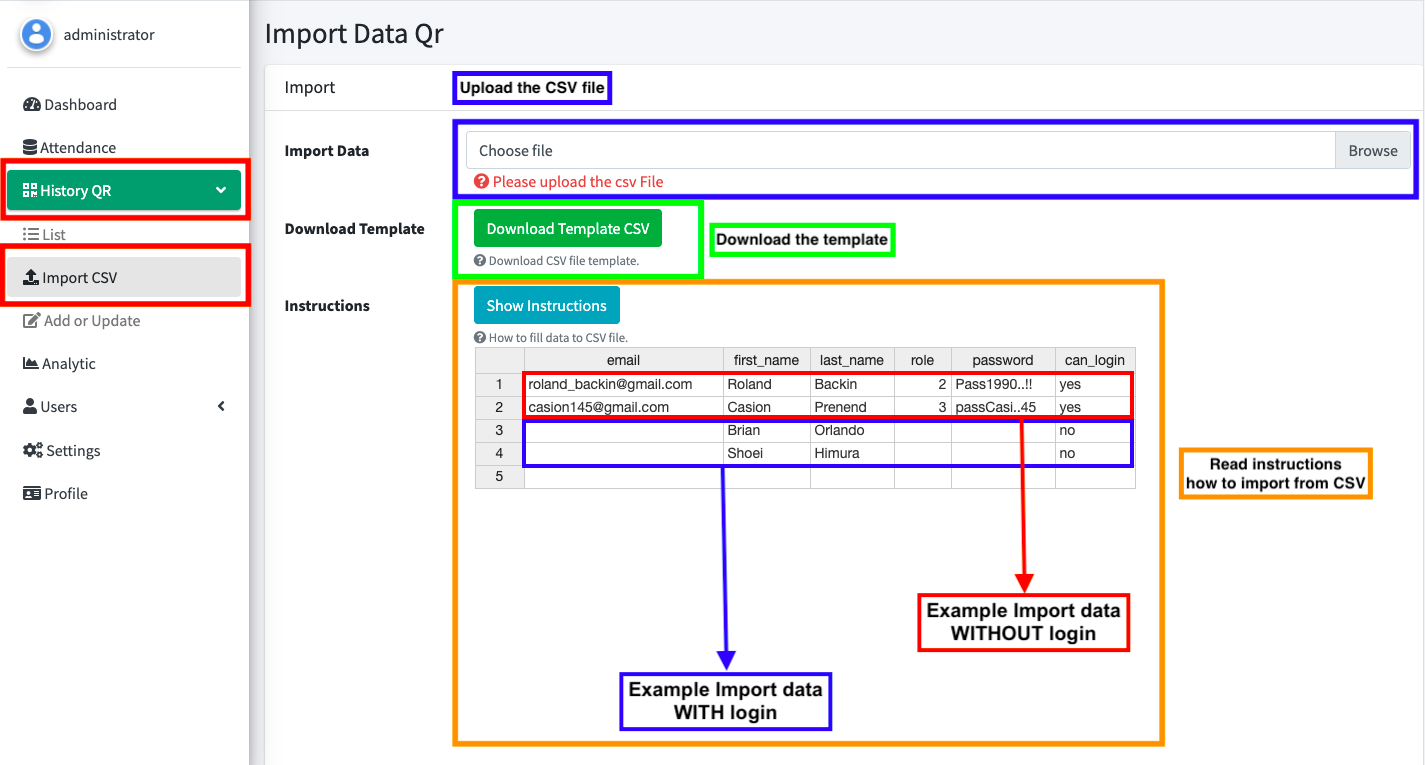 administrator
Dashboard
Attendance
History QR
List
Import CSV
Add or Update
Analytic
Users
Settings
Profile
Import Data Qr
Import
Upload the CSV file
Import Data
Choose file
Browse
Please upload the csv File
Download Template
Download Template CSV
Download the template
Download CSV file template.
Instructions
Show Instructions
How to fill data to CSV file.
email first_name last_name role password can_login
1 roland_backin@gmail.com Roland Backin 2 Pass1990..!! yes
2 casion145@gmail.com Casion Prenend 3 passCasi..45 yes
3 Brian Orlando no
4 Shoei Himura no
5
Read instructions
how to import from CSV
Example Import data
WITHOUT login
Example Import data
WITH login